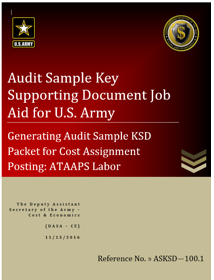 U.S.ARMY
Audit Sample Key
Supporting Document Job
Aid for U.S. Army
Generating Audit Sample KSD
Packet for Cost Assignment
Posting: ATAAPS Labor
The Deputy Assistant
Secretary of the Army –
Cost & Economics
(DASA – CE)
11/15/2016
Reference No. » ASKSD—100.1